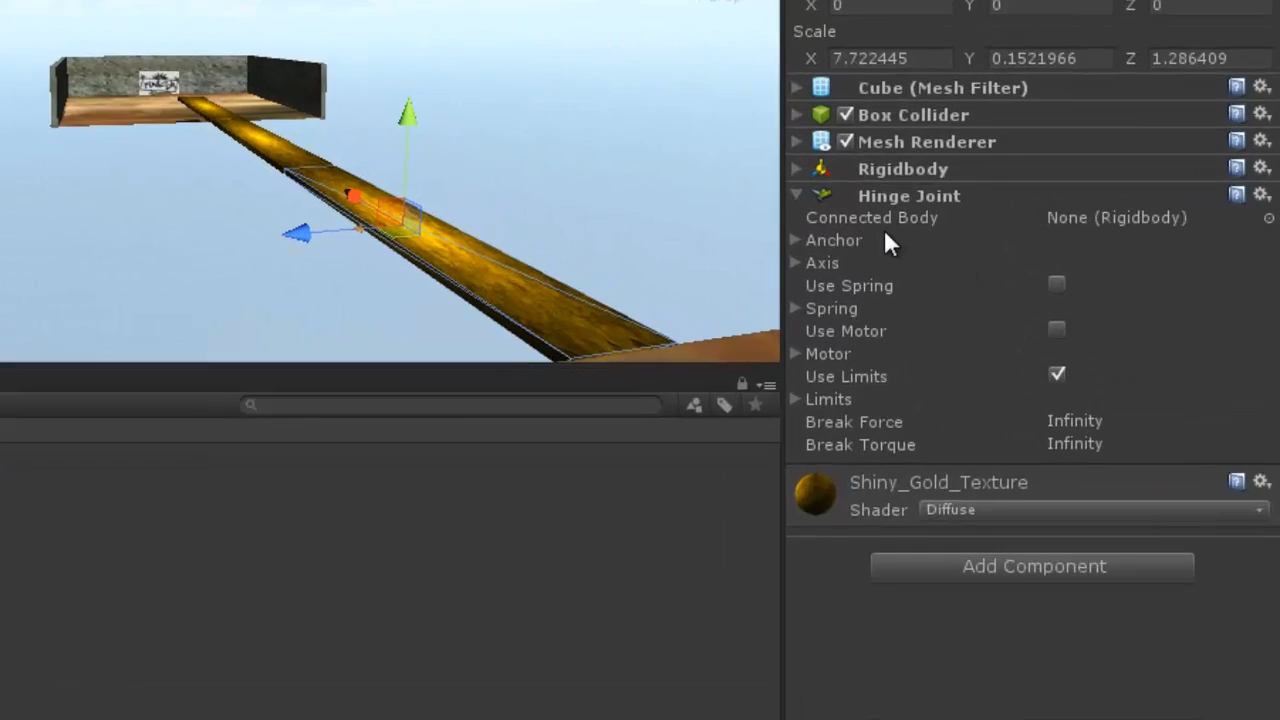 X 0 Y 0 Z 0
Scale
X 7.722445 Y 0.1521966 Z 1.286409
Cube (Mesh Filter)
Box Collider
Mesh Renderer
Rigidbody
Hinge Joint
Connected Body None (Rigidbody)
Anchor
Axis
Use Spring
Spring
Use Motor
Motor
Use Limits
Limits
Break Force Infinity
Break Torque Infinity
Shiny_Gold_Texture
Shader Diffuse
Add Component